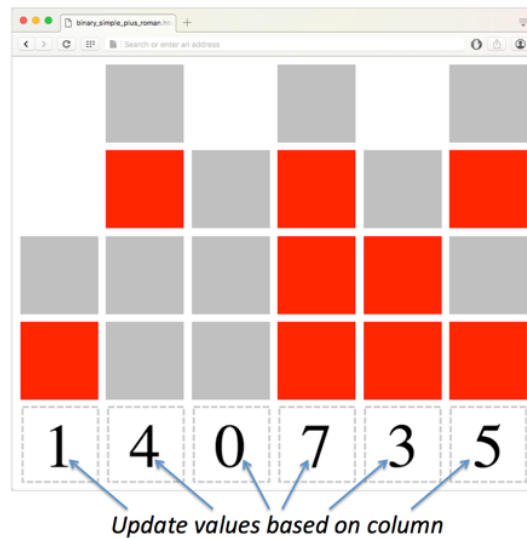 binary_simple_plus_roman.ht
Search or enter an address
1 4 0 7 3 5
Update values based on column